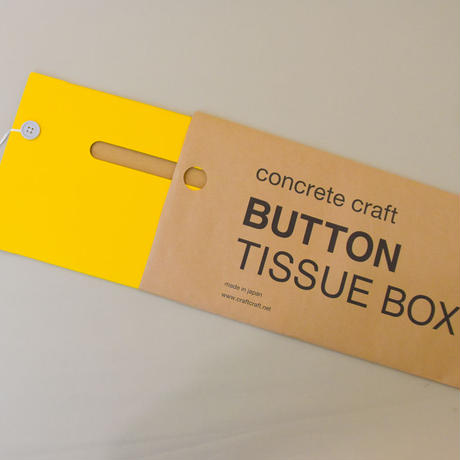 concrete craft
BUTTON
TISSUE BOX
made in japan
www.craftcraft.net